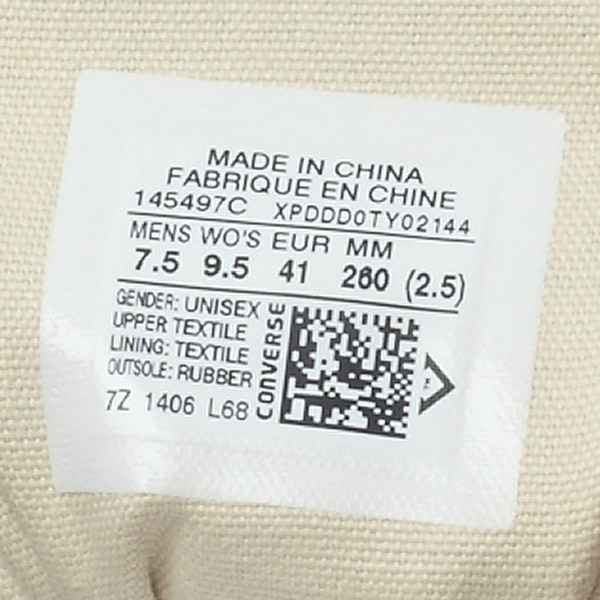 MADE IN CHINA
FABRIQUE EN CHINE
145497C XPDDD0TY02144
MENS WO'S EUR MM
7.5 9.5 41 260 (2.5)
GENDER: UNISEX
UPPER TEXTILE
LINING: TEXTILE
OUTSOLE: RUBBER
7Z 1406 L68
CONVERSE